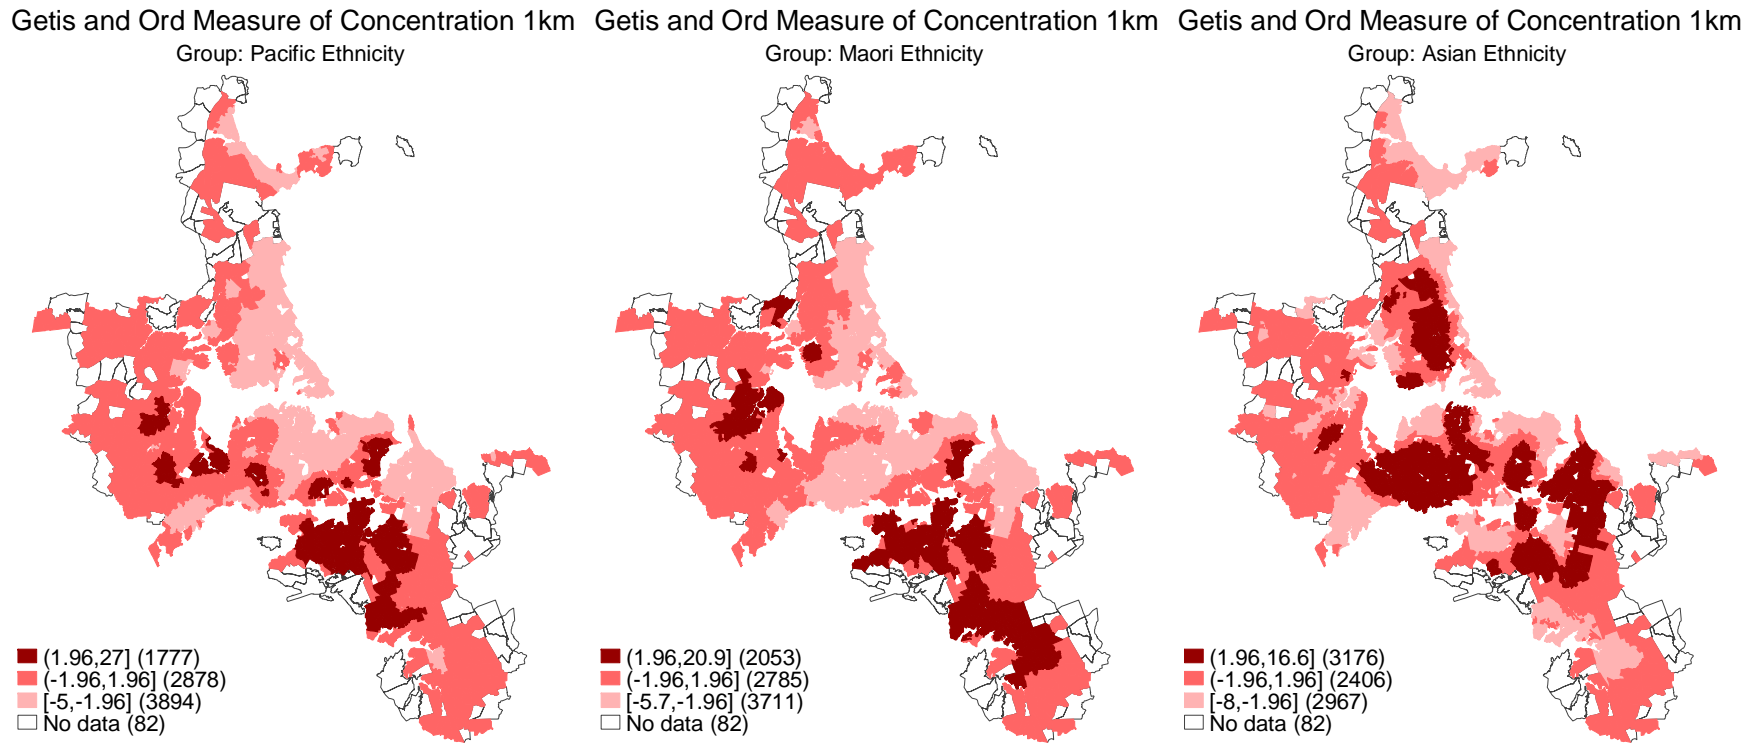 Getis and Ord Measure of Concentration 1km
Group: Pacific Ethnicity
(1.96,27] (1777)
(-1.96,1.96] (2878)
[-5,-1.96] (3894)
No data (82)
Getis and Ord Measure of Concentration 1km
Group: Maori Ethnicity
(1.96,20.9] (2053)
(-1.96,1.96] (2785)
[-5.7,-1.96] (3711)
No data (82)
Getis and Ord Measure of Concentration 1km
Group: Asian Ethnicity
(1.96,16.6] (3176)
(-1.96,1.96] (2406)
[-8,-1.96] (2967)
No data (82)